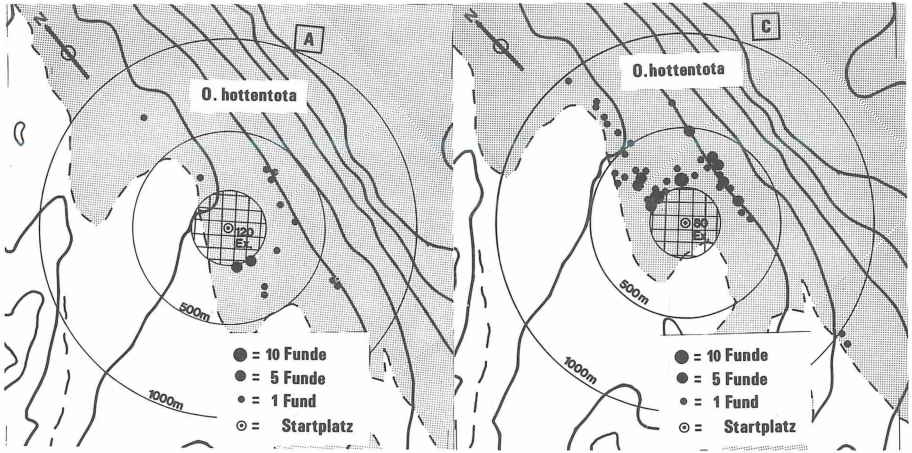 N
A
O. hottentota
120
Ex.
500m
1000m
= 10 Funde
= 5 Funde
= 1 Fund
= Startplatz
N
C
O. hottentota
80
Ex.
500m
1000m
= 10 Funde
= 5 Funde
= 1 Fund
= Startplatz